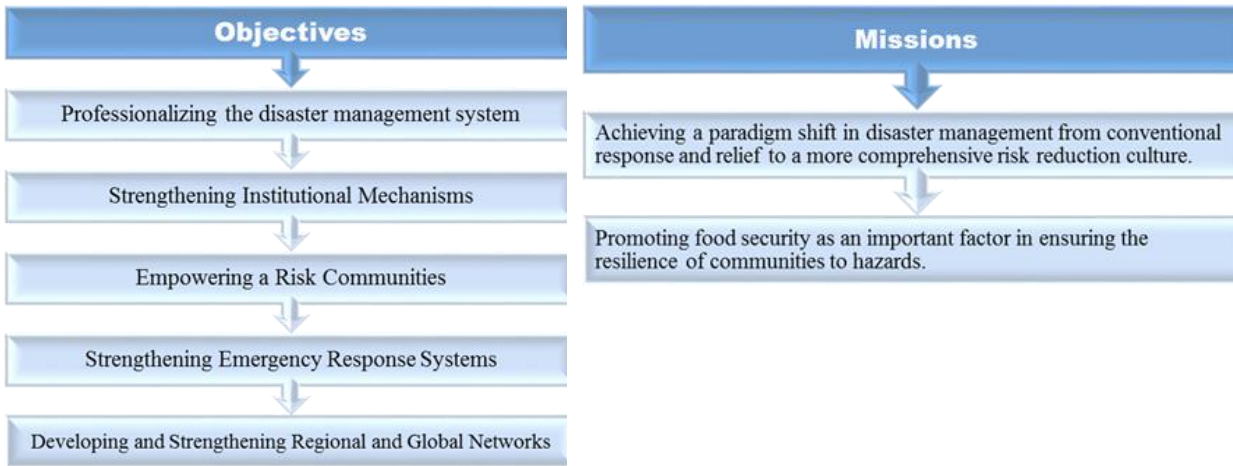 Objectives
Professionalizing the disaster management system
Strengthening Institutional Mechanisms
Empowering a Risk Communities
Strengthening Emergency Response Systems
Developing and Strengthening Regional and Global Networks
Missions
Achieving a paradigm shift in disaster management from conventional
response and relief to a more comprehensive risk reduction culture.
Promoting food security as an important factor in ensuring the
resilience of communities to hazards.